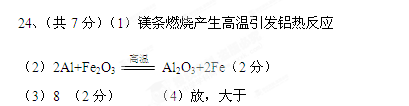 24、（共 7 分）（1）镁条燃烧产生高温引发铝热反应
（2）2Al+Fe₂O₃ 高温 Al₂O₃+2Fe（2 分）
（3）8 （2 分） （4）放，大于